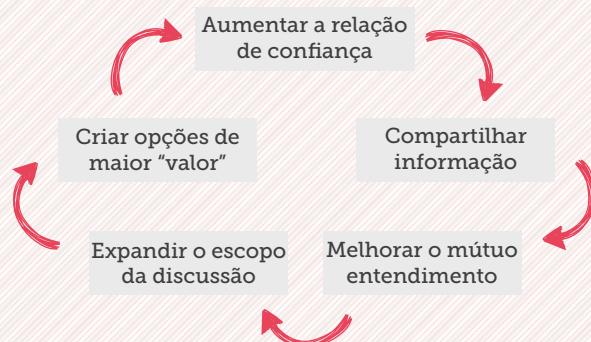 Aumentar a relação
de confiança
Compartilhar
informação
Melhorar o mútuo
entendimento
Expandir o escopo
da discussão
Criar opções de
maior “valor”